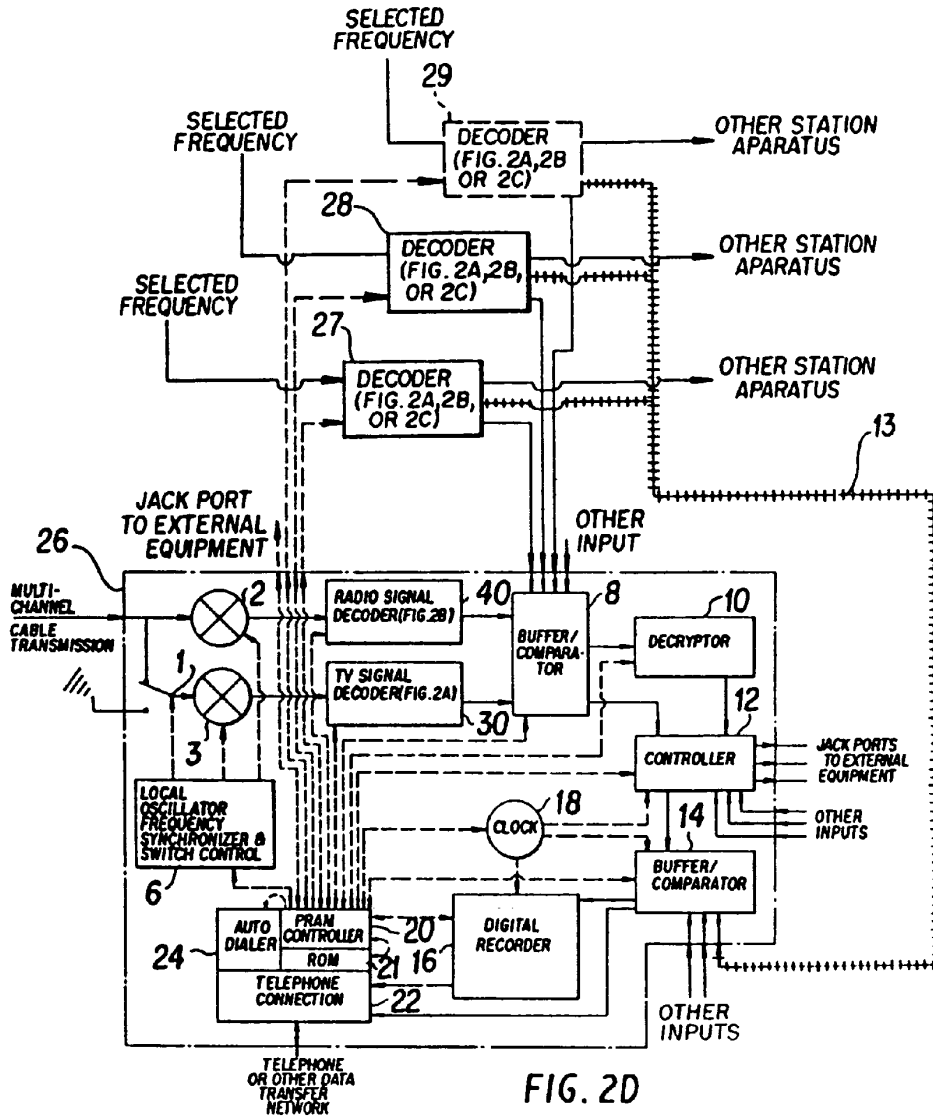 SELECTED
FREQUENCY
29
DECODER
(FIG. 2A, 2B
OR 2C)
OTHER STATION
APPARATUS
SELECTED
FREQUENCY
28
DECODER
(FIG. 2A, 2B,
OR 2C)
OTHER STATION
APPARATUS
SELECTED
FREQUENCY
27
DECODER
(FIG. 2A, 2B,
OR 2C)
OTHER STATION
APPARATUS
13
JACK PORT
TO EXTERNAL
EQUIPMENT
OTHER
INPUT
26
MULTI-
CHANNEL
CABLE
TRANSMISSION
2
RADIO SIGNAL
DECODER (FIG. 2B)
40
8
BUFFER/
COMPARA-
TOR
10
DECRYPTOR
1
3
TV SIGNAL
DECODER (FIG. 2A)
30
12
CONTROLLER
JACK PORTS
TO EXTERNAL
EQUIPMENT
OTHER
INPUTS
LOCAL
OSCILLATOR
FREQUENCY
SYNCHRONIZER &
SWITCH CONTROL
6
18
CLOCK
14
BUFFER/
COMPARATOR
AUTO
DIALER
24
PRAM
CONTROLLER
20
ROM
21
16
DIGITAL
RECORDER
TELEPHONE
CONNECTION
22
OTHER
INPUTS
TELEPHONE
OR OTHER DATA
TRANSFER
NETWORK
FIG. 2D